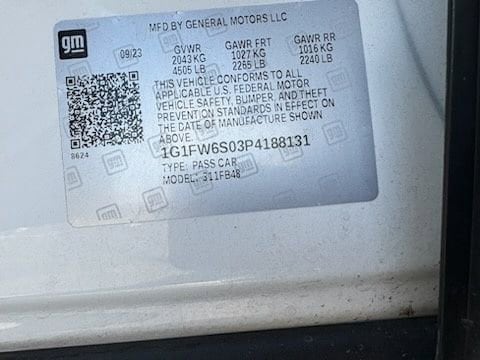 MFD BY GENERAL MOTORS LLC
gm
09/23 GVWR GAWR FRT GAWR RR
2043 KG 1027 KG 1016 KG
4505 LB 2265 LB 2240 LB
THIS VEHICLE CONFORMS TO ALL
APPLICABLE U.S. FEDERAL MOTOR
VEHICLE SAFETY, BUMPER, AND THEFT
PREVENTION STANDARDS IN EFFECT ON
THE DATE OF MANUFACTURE SHOWN
ABOVE.
8624
1G1FW6S03P4188131
TYPE: PASS CAR
MODEL: 311FB48